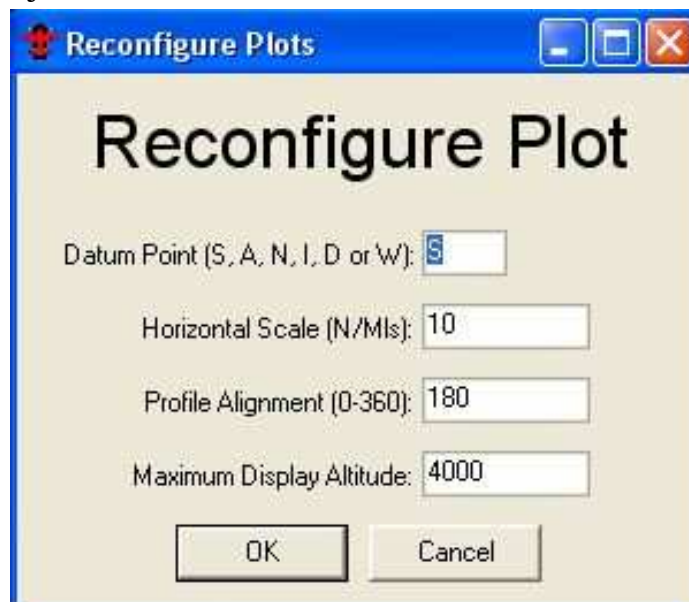 Reconfigure Plots
Reconfigure Plot
Datum Point (S, A, N, I, D or W): S
Horizontal Scale (N/Mls): 10
Profile Alignment (0-360): 180
Maximum Display Altitude: 4000
OK Cancel